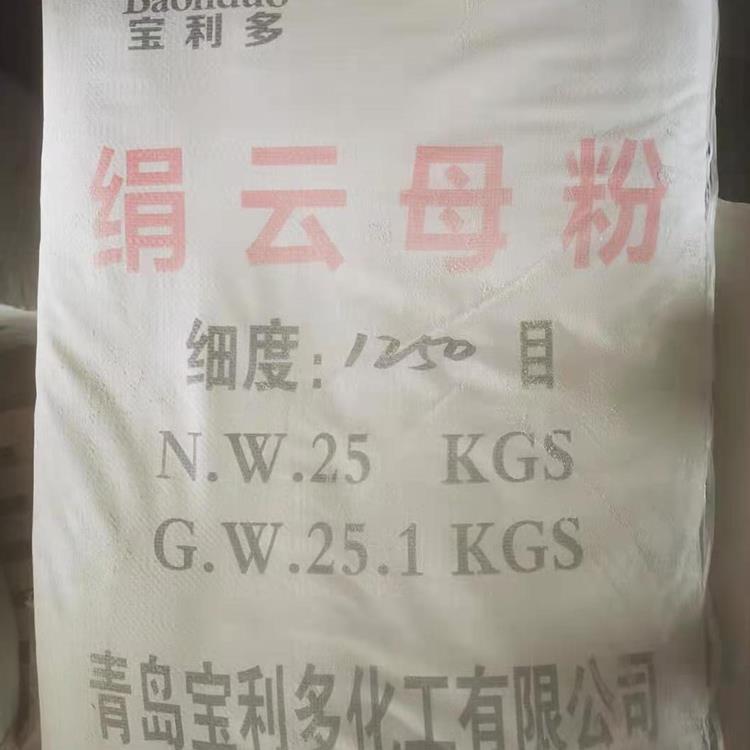 宝利多
绢云母粉
细度:1250目
N.W.25 KGS
G.W.25.1 KGS
青岛宝利多化工有限公司